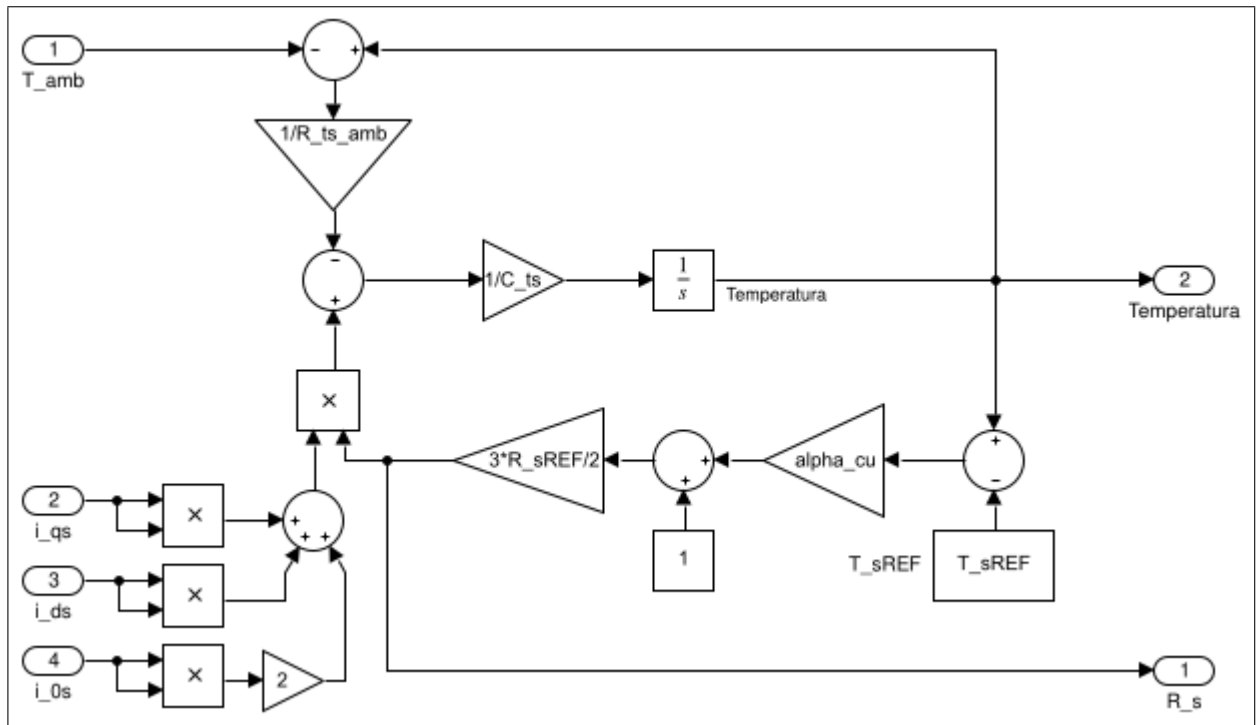 1
T_amb
-
+
1/R_ts_amb
-
+
1/C_ts
1
s
Temperatura
2
Temperatura
×
3*R_sREF/2
+
+
alpha_cu
+
-
2
i_qs
×
+
+ +
1
T_sREF
T_sREF
3
i_ds
×
4
i_0s
×
2
1
R_s